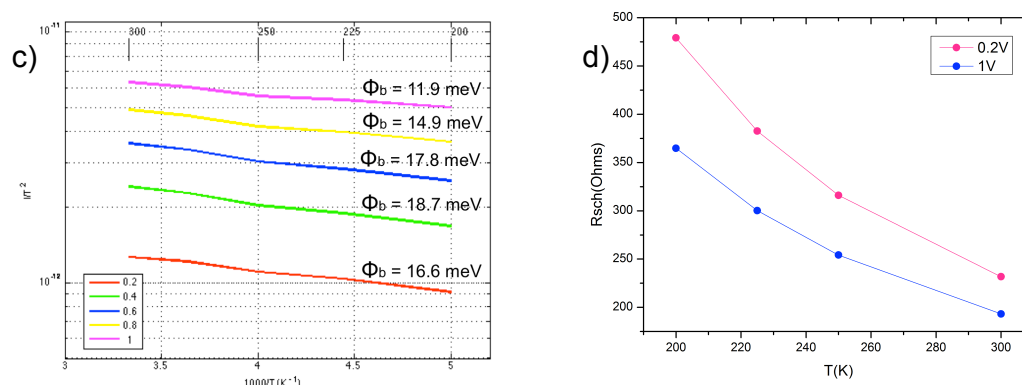 c)
10⁻¹¹
300 250 225 200
Φb = 11.9 meV
Φb = 14.9 meV
Φb = 17.8 meV
Φb = 18.7 meV
Φb = 16.6 meV
I/T²
10⁻¹²
0.2
0.4
0.6
0.8
1
3 3.5 4 4.5 5
1000/T(K⁻¹)
d)
500
450
400
350
300
250
200
Rsch(Ohms)
0.2V
1V
200 220 240 260 280 300
T(K)